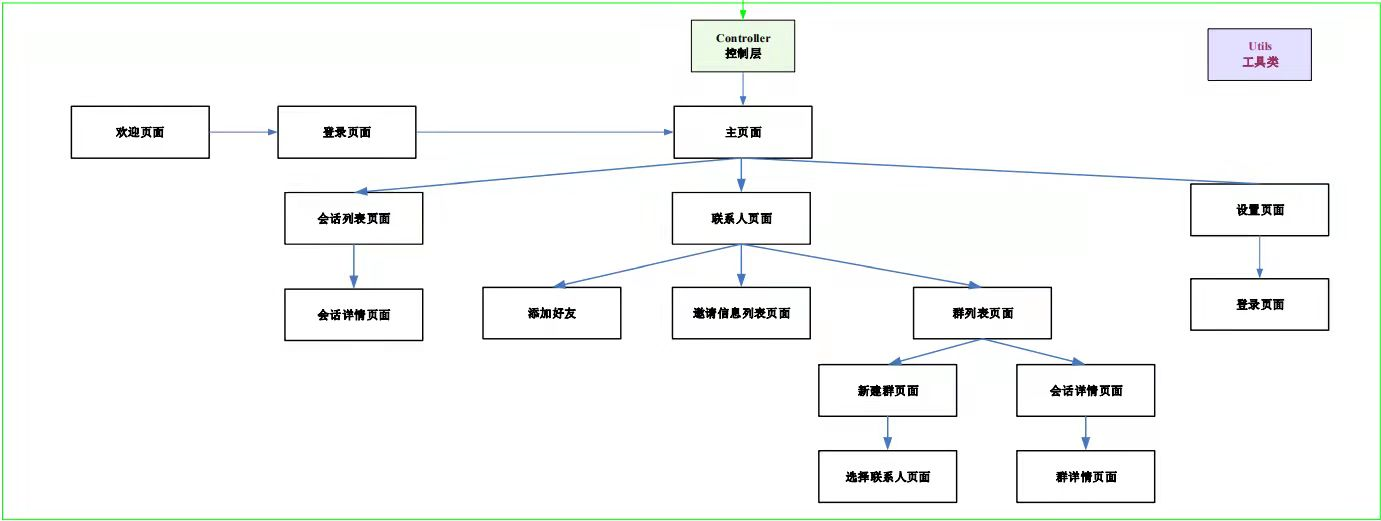 Controller
控制层
Utils
工具类
欢迎页面
登录页面
主页面
会话列表页面
联系人页面
设置页面
会话详情页面
添加好友
邀请信息列表页面
群列表页面
登录页面
新建群页面
会话详情页面
选择联系人页面
群详情页面